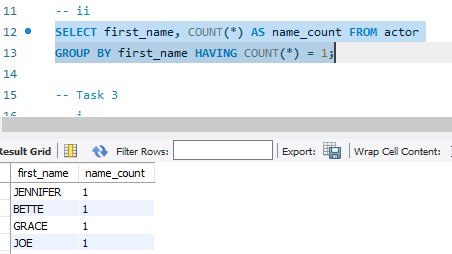 11 -- ii
12 SELECT first_name, COUNT(*) AS name_count FROM actor
13 GROUP BY first_name HAVING COUNT(*) = 1;
14
15 -- Task 3
Result Grid Filter Rows: Export: Wrap Cell Content:
first_name name_count
JENNIFER 1
BETTE 1
GRACE 1
JOE 1